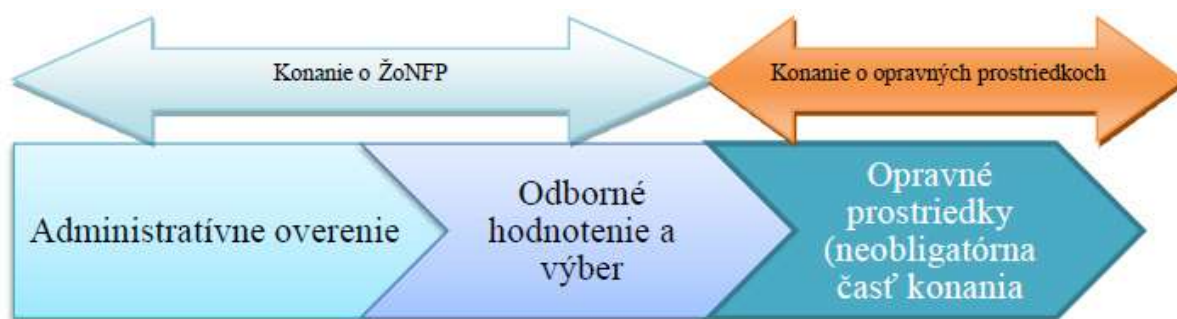 Konanie o ŽoNFP
Konanie o opravných prostriedkoch
Administratívne overenie
Odborné
hodnotenie a
výber
Opravné
prostriedky
(neobligatórna
časť konania